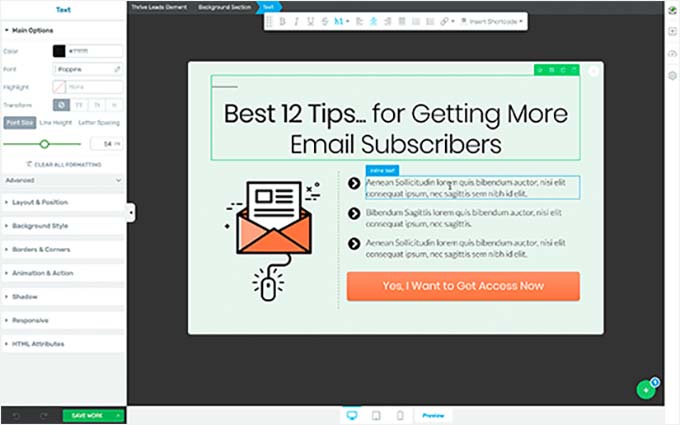 Text
Thrive Leads Element
Background Section
Text
Main Options
Color
#111111
Font
Poppins
Highlight
None
Transform
TT
Tt
Font Size
Line Height
Letter Spacing
54
PX
CLEAR ALL FORMATTING
Advanced
Layout & Position
Background Style
Borders & Corners
Animation & Action
Shadow
Responsive
HTML Attributes
SAVE WORK
B I U S h1
Insert Shortcode
Best 12 Tips... for Getting More
Email Subscribers
Inline text
Aenean Sollicitudin lorem quis bibendum auctor, nisi elit
consequat ipsum, nec sagittis sem nibh id elit.
Bibendum Sagittis lorem quis bibendum auctor, nisi elit
consequat ipsum, nec sagittis.
Aenean Sollicitudin lorem quis bibendum auctor, nisi elit
consequat ipsum, nec sagittis sem nibh id elit.
Yes, I Want to Get Access Now
Preview